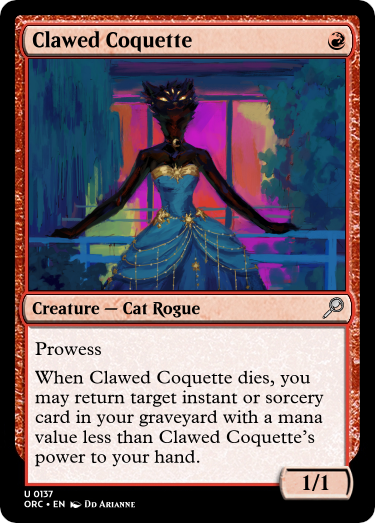 Clawed Coquette
Creature — Cat Rogue
Prowess
When Clawed Coquette dies, you
may return target instant or sorcery
card in your graveyard with a mana
value less than Clawed Coquette's
power to your hand.
1/1
U 0137
ORC • EN Dd Arianne